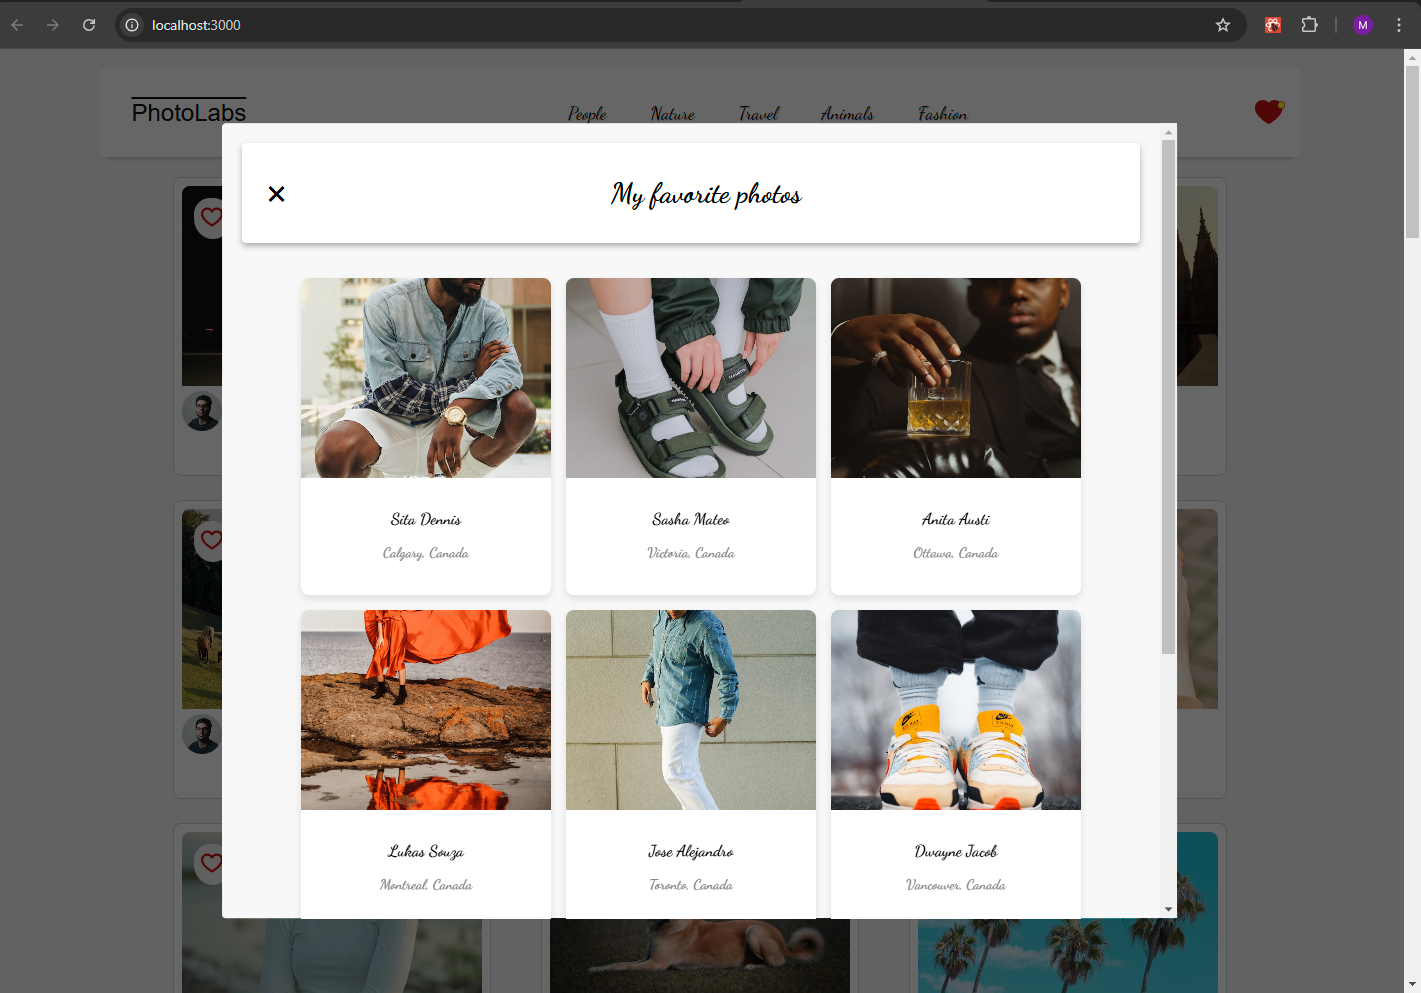 localhost:3000
M
PhotoLabs
People Nature Travel Animals Fashion
My favorite photos
Sita Dennis
Calgary, Canada
Sasha Mateo
Victoria, Canada
Anita Austi
Ottawa, Canada
Lukas Souza
Montreal, Canada
Jose Alejandro
Toronto, Canada
Dwayne Jacob
Vancouver, Canada